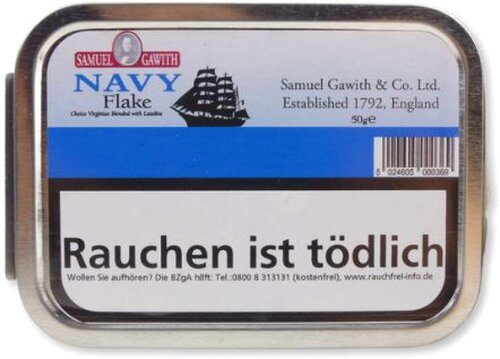 SAMUEL GAWITH
NAVY
Flake
Choice Virginias blended with Latakia
Samuel Gawith & Co. Ltd.
Established 1792, England
50g℮
5 024605 000369
Rauchen ist tödlich
Wollen Sie aufhören? Die BZgA hilft: Tel.:0800 8 313131 (kostenfrei), www.rauchfrei-info.de